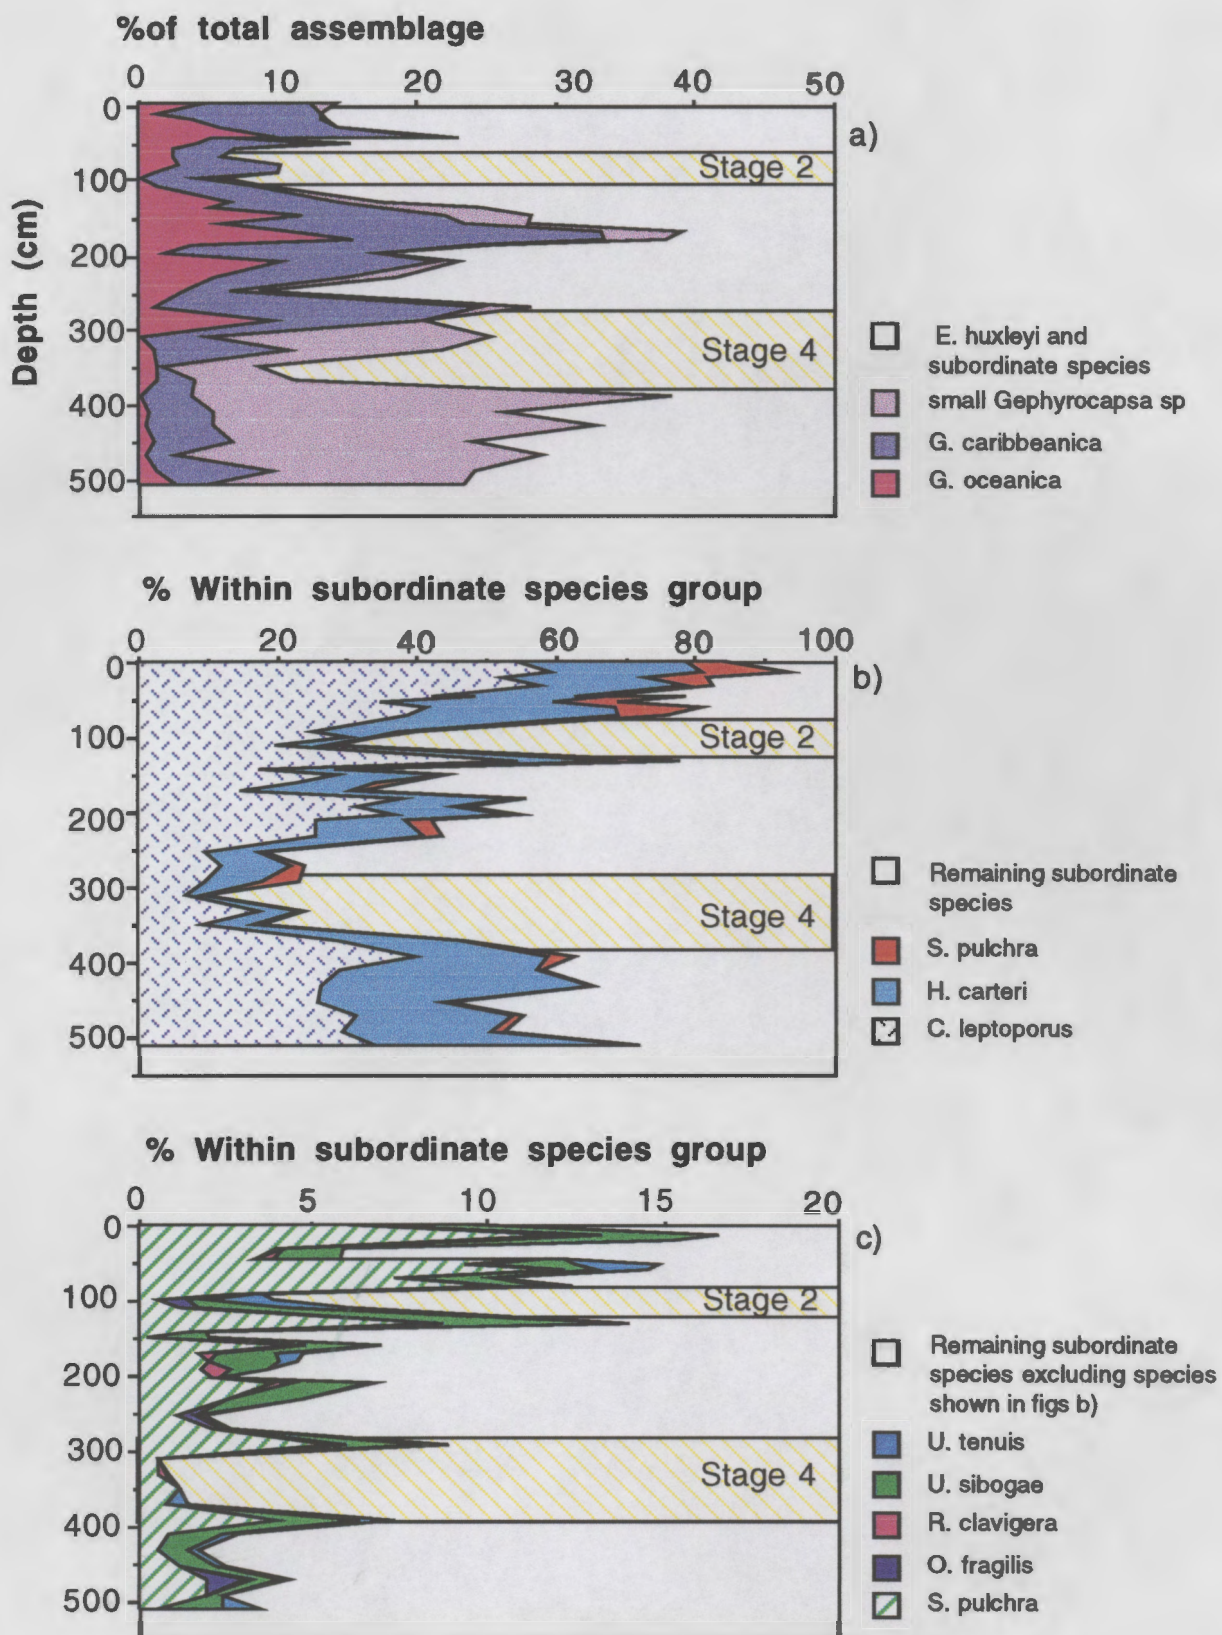 %of total assemblage
0 10 20 30 40 50
0
100
200
300
400
500
Depth (cm)
a)
Stage 2
Stage 4
E. huxleyi and
subordinate species
small Gephyrocapsa sp
G. caribbeanica
G. oceanica
% Within subordinate species group
0 20 40 60 80 100
0
100
200
300
400
500
b)
Stage 2
Stage 4
Remaining subordinate
species
S. pulchra
H. carteri
C. leptoporus
% Within subordinate species group
0 5 10 15 20
0
100
200
300
400
500
c)
Stage 2
Stage 4
Remaining subordinate
species excluding species
shown in figs b)
U. tenuis
U. sibogae
R. clavigera
O. fragilis
S. pulchra